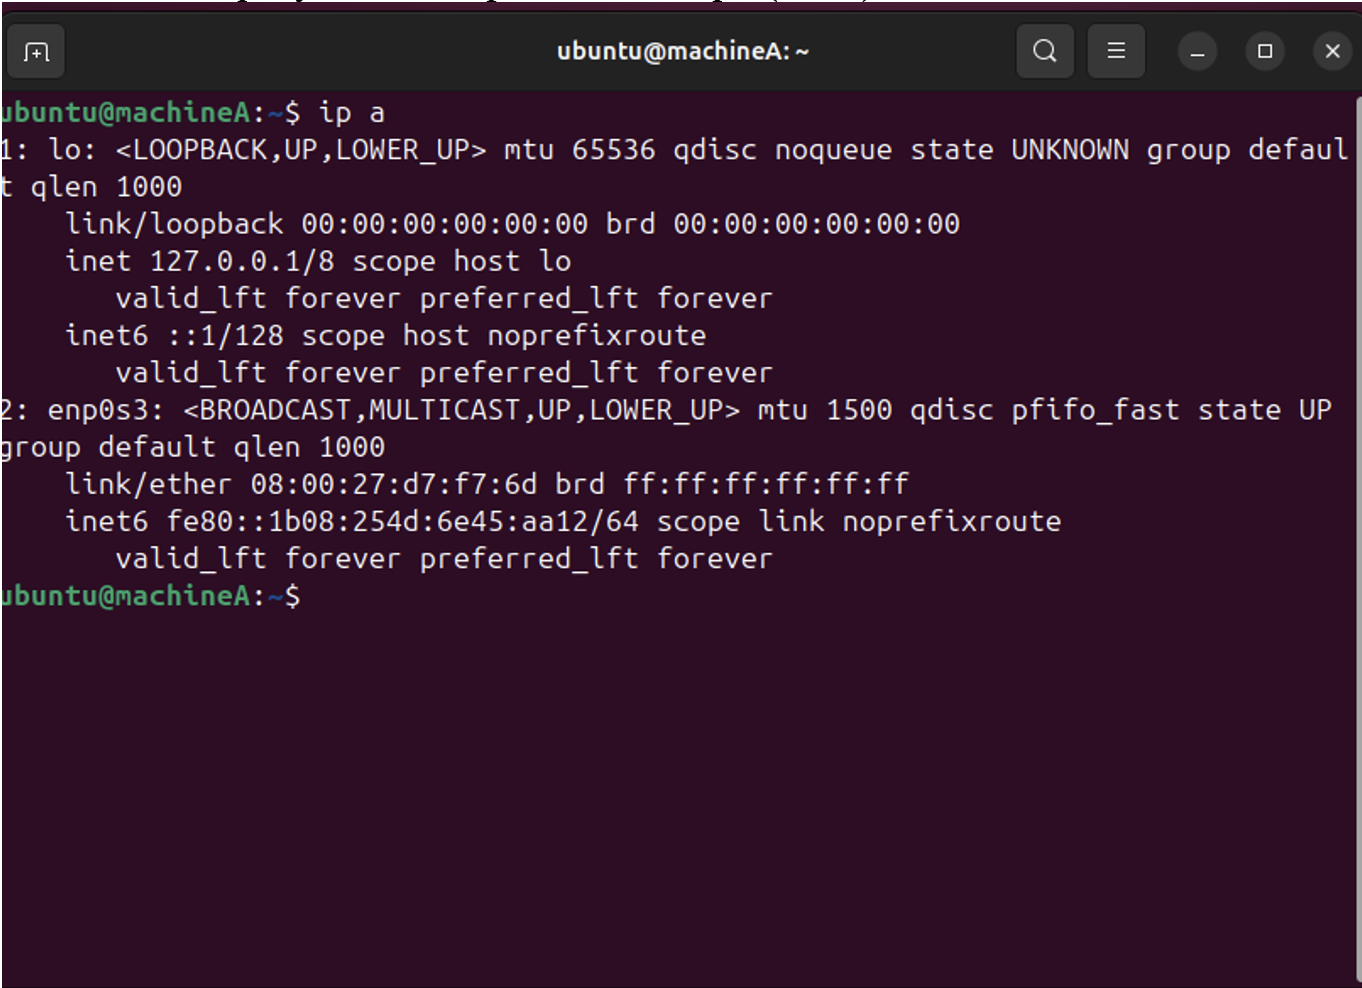 ubuntu@machineA: ~
ubuntu@machineA:~$ ip a
1: lo: <LOOPBACK,UP,LOWER_UP> mtu 65536 qdisc noqueue state UNKNOWN group defaul
t qlen 1000
    link/loopback 00:00:00:00:00:00 brd 00:00:00:00:00:00
    inet 127.0.0.1/8 scope host lo
       valid_lft forever preferred_lft forever
    inet6 ::1/128 scope host noprefixroute
       valid_lft forever preferred_lft forever
2: enp0s3: <BROADCAST,MULTICAST,UP,LOWER_UP> mtu 1500 qdisc pfifo_fast state UP
group default qlen 1000
    link/ether 08:00:27:d7:f7:6d brd ff:ff:ff:ff:ff:ff
    inet6 fe80::1b08:254d:6e45:aa12/64 scope link noprefixroute
       valid_lft forever preferred_lft forever
ubuntu@machineA:~$